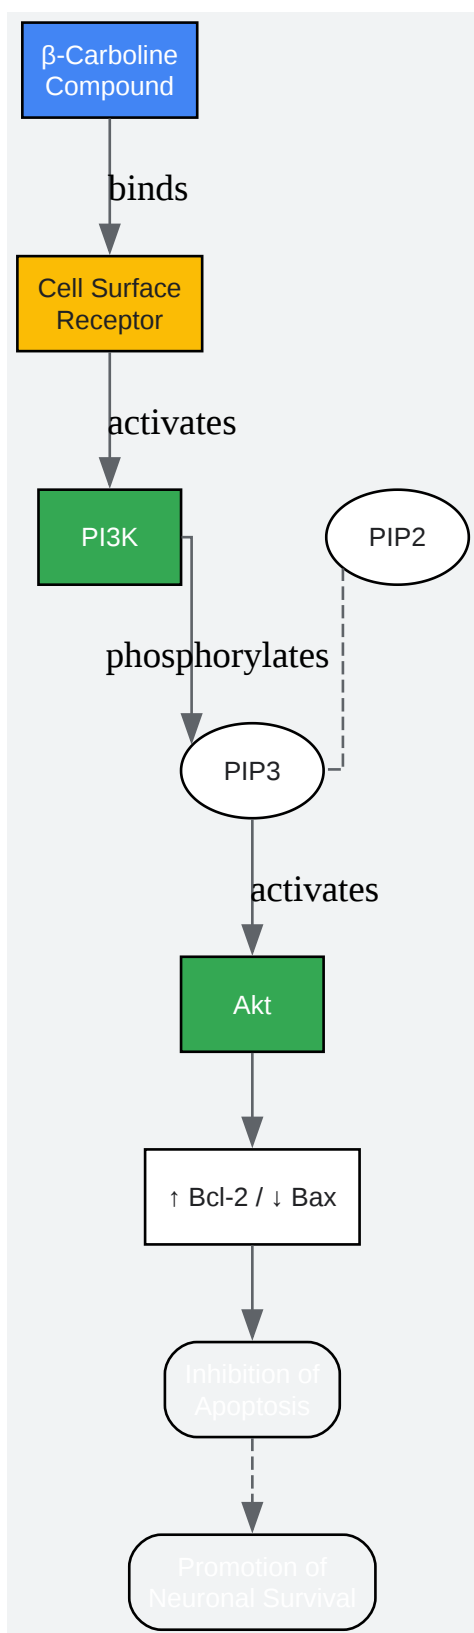 β-Carboline
Compound
binds
Cell Surface
Receptor
activates
PI3K
PIP2
phosphorylates
PIP3
activates
Akt
↑ Bcl-2 / ↓ Bax
Inhibition of
Apoptosis
Promotion of
Neuronal Survival